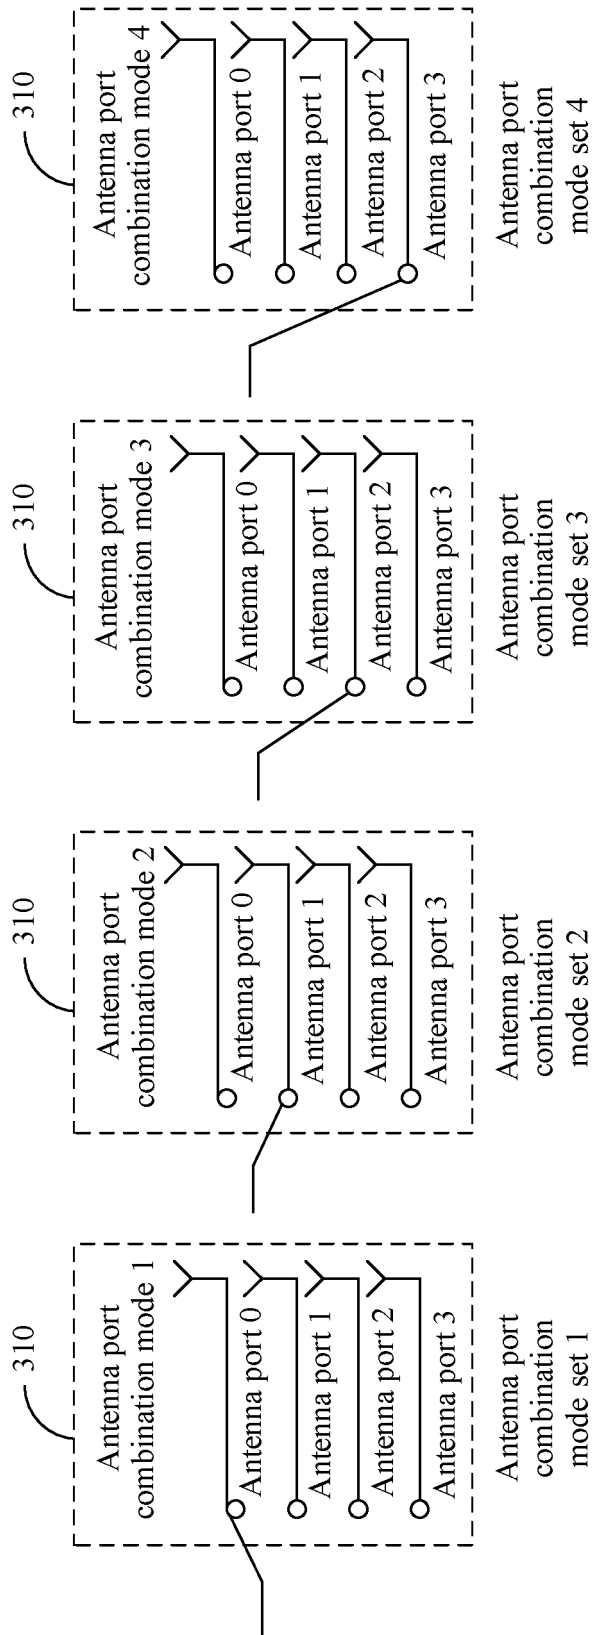 310
Antenna port
combination mode 1
Antenna port 0
Antenna port 1
Antenna port 2
Antenna port 3
Antenna port
combination
mode set 1
310
Antenna port
combination mode 2
Antenna port 0
Antenna port 1
Antenna port 2
Antenna port 3
Antenna port
combination
mode set 2
310
Antenna port
combination mode 3
Antenna port 0
Antenna port 1
Antenna port 2
Antenna port 3
Antenna port
combination
mode set 3
310
Antenna port
combination mode 4
Antenna port 0
Antenna port 1
Antenna port 2
Antenna port 3
Antenna port
combination
mode set 4